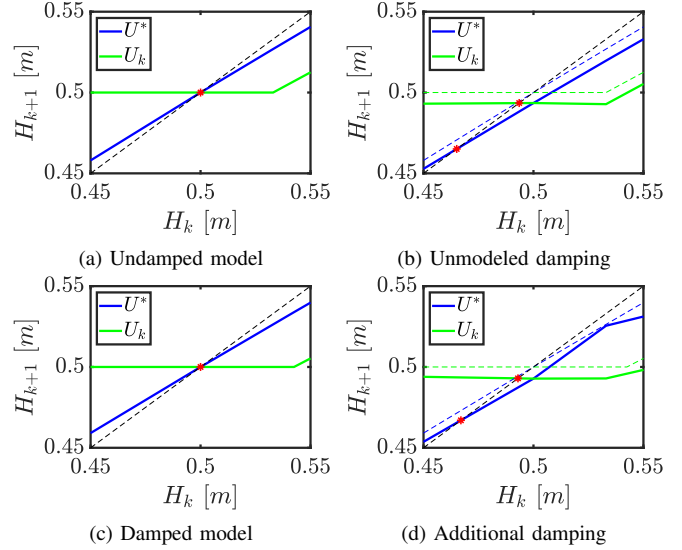 0.55
0.5
0.45
H_{k+1} [m]
U*
U_k
0.45 0.5 0.55
H_k [m]
(a) Undamped model
0.55
0.5
0.45
H_{k+1} [m]
U*
U_k
0.45 0.5 0.55
H_k [m]
(b) Unmodeled damping
0.55
0.5
0.45
H_{k+1} [m]
U*
U_k
0.45 0.5 0.55
H_k [m]
(c) Damped model
0.55
0.5
0.45
H_{k+1} [m]
U*
U_k
0.45 0.5 0.55
H_k [m]
(d) Additional damping